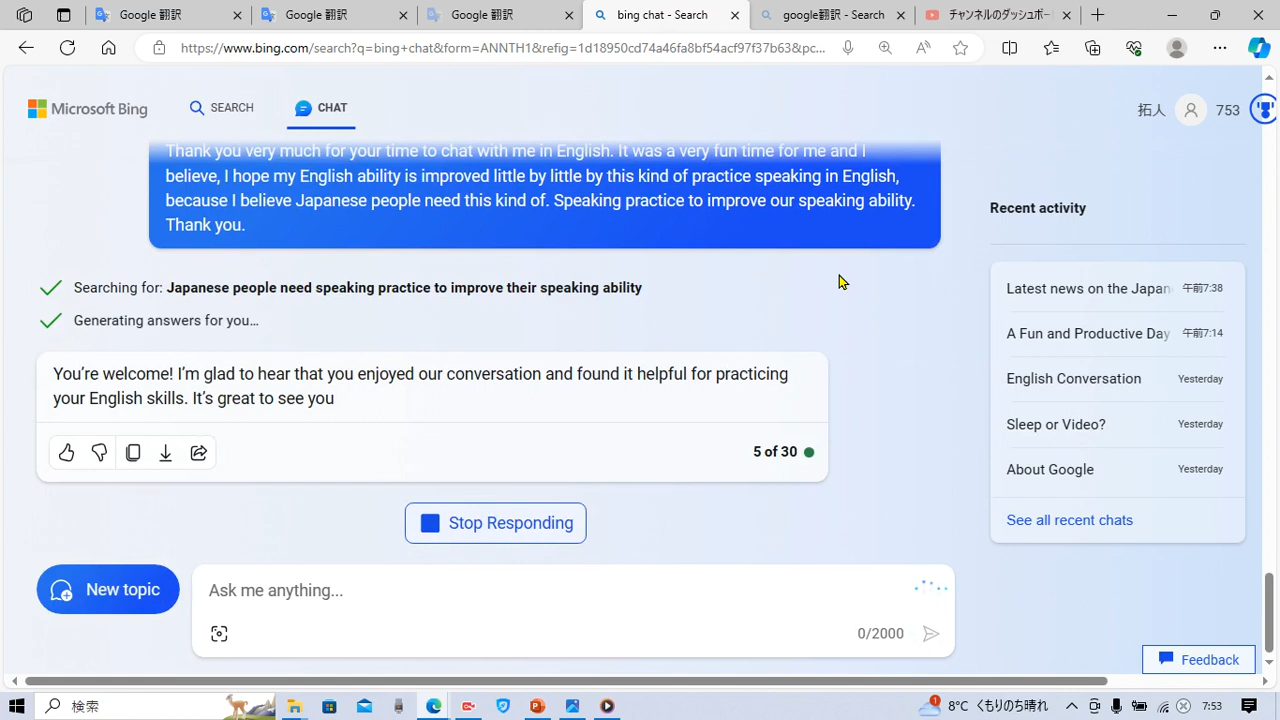 Google 翻訳
Google 翻訳
Google 翻訳
bing chat - Search
google翻訳 - Search
チャンネルのダッシュボー
https://www.bing.com/search?q=bing+chat&form=ANNTH1&refig=1d18950cd74a46fa8bf54acf97f37b63&pc...
Microsoft Bing
SEARCH
CHAT
拓人
753
Thank you very much for your time to chat with me in English. It was a very fun time for me and I
believe, I hope my English ability is improved little by little by this kind of practice speaking in English,
because I believe Japanese people need this kind of. Speaking practice to improve our speaking ability.
Thank you.
Searching for: Japanese people need speaking practice to improve their speaking ability
Generating answers for you...
You're welcome! I'm glad to hear that you enjoyed our conversation and found it helpful for practicing
your English skills. It's great to see you
5 of 30
Stop Responding
New topic
Ask me anything...
0/2000
Recent activity
Latest news on the Japan 午前7:38
A Fun and Productive Day 午前7:14
English Conversation Yesterday
Sleep or Video? Yesterday
About Google Yesterday
See all recent chats
Feedback
検索
1
8°C くもりのち晴れ
7:53